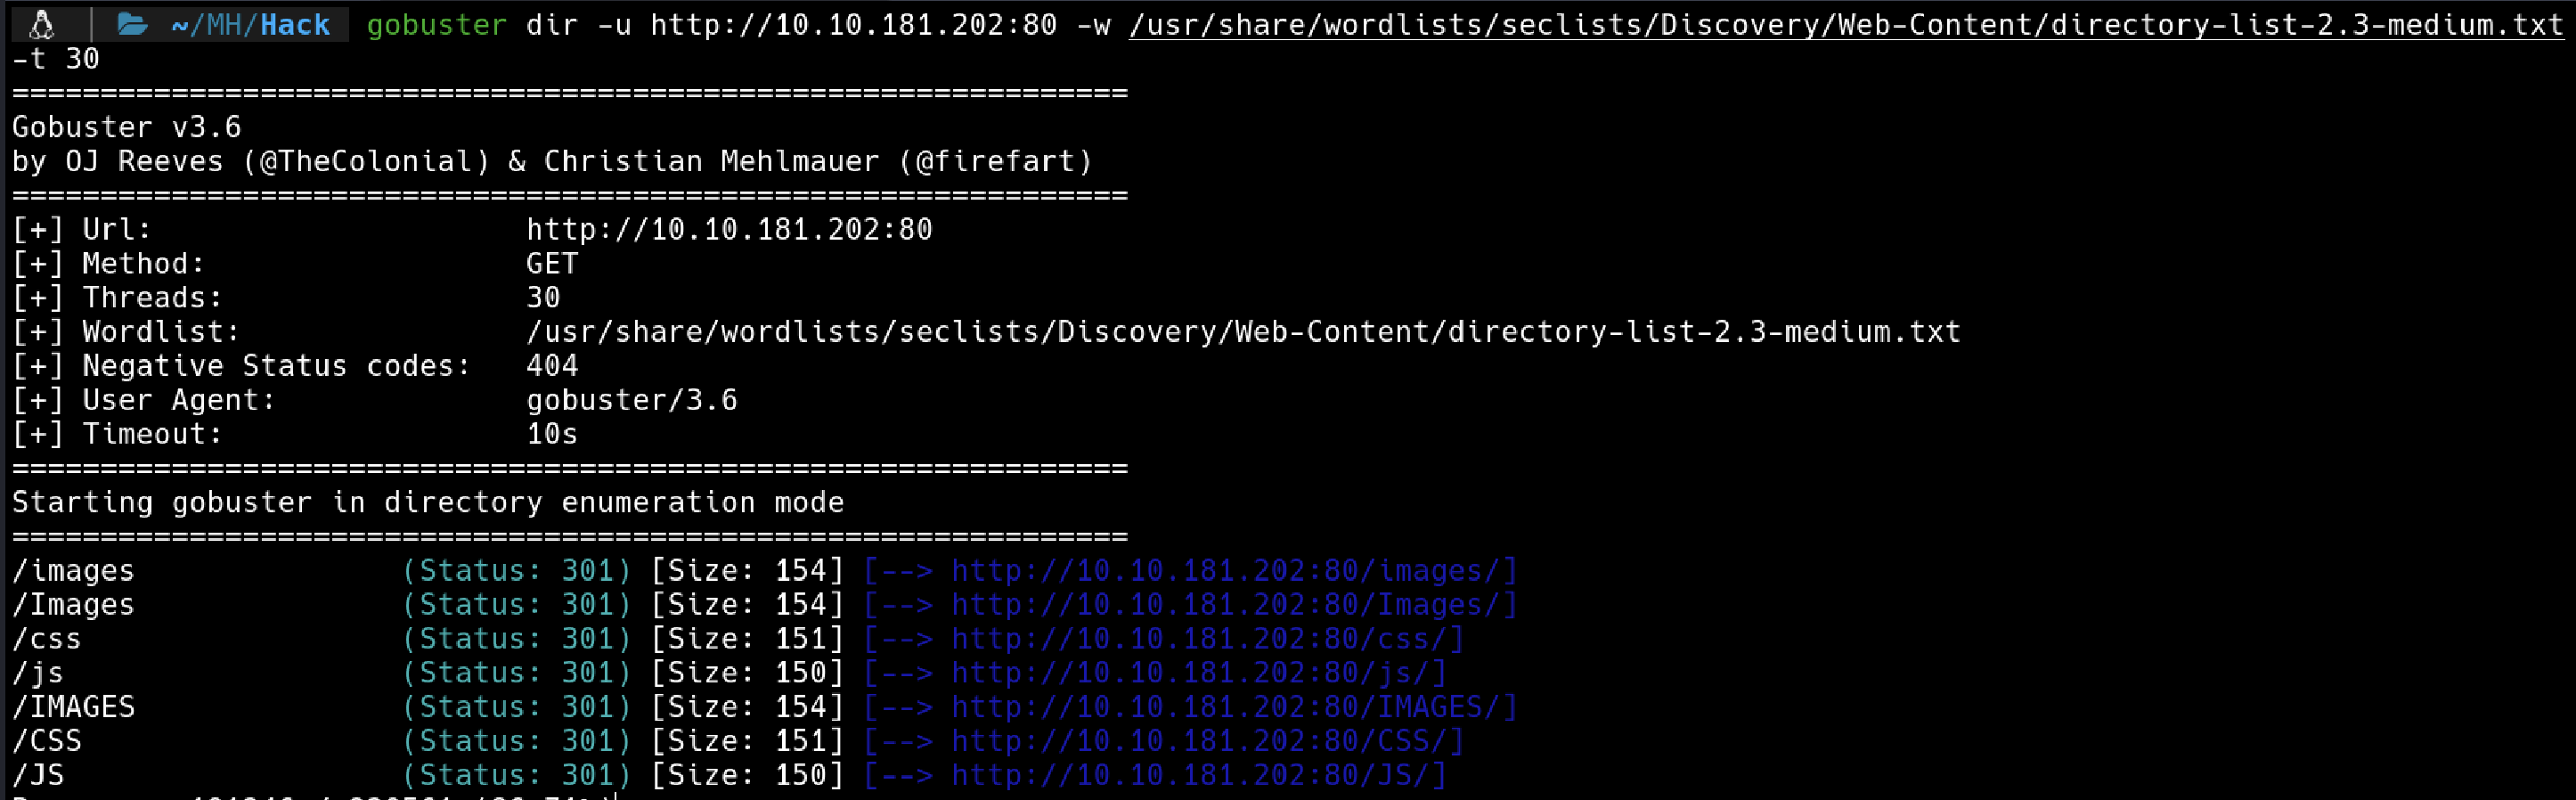 ~/MH/Hack gobuster dir -u http://10.10.181.202:80 -w /usr/share/wordlists/seclists/Discovery/Web-Content/directory-list-2.3-medium.txt
-t 30
===============================================================
Gobuster v3.6
by OJ Reeves (@TheColonial) & Christian Mehlmauer (@firefart)
===============================================================
[+] Url:                     http://10.10.181.202:80
[+] Method:                  GET
[+] Threads:                 30
[+] Wordlist:                /usr/share/wordlists/seclists/Discovery/Web-Content/directory-list-2.3-medium.txt
[+] Negative Status codes:   404
[+] User Agent:              gobuster/3.6
[+] Timeout:                 10s
===============================================================
Starting gobuster in directory enumeration mode
===============================================================
/images               (Status: 301) [Size: 154] [--> http://10.10.181.202:80/images/]
/Images               (Status: 301) [Size: 154] [--> http://10.10.181.202:80/Images/]
/css                  (Status: 301) [Size: 151] [--> http://10.10.181.202:80/css/]
/js                   (Status: 301) [Size: 150] [--> http://10.10.181.202:80/js/]
/IMAGES               (Status: 301) [Size: 154] [--> http://10.10.181.202:80/IMAGES/]
/CSS                  (Status: 301) [Size: 151] [--> http://10.10.181.202:80/CSS/]
/JS                   (Status: 301) [Size: 150] [--> http://10.10.181.202:80/JS/]